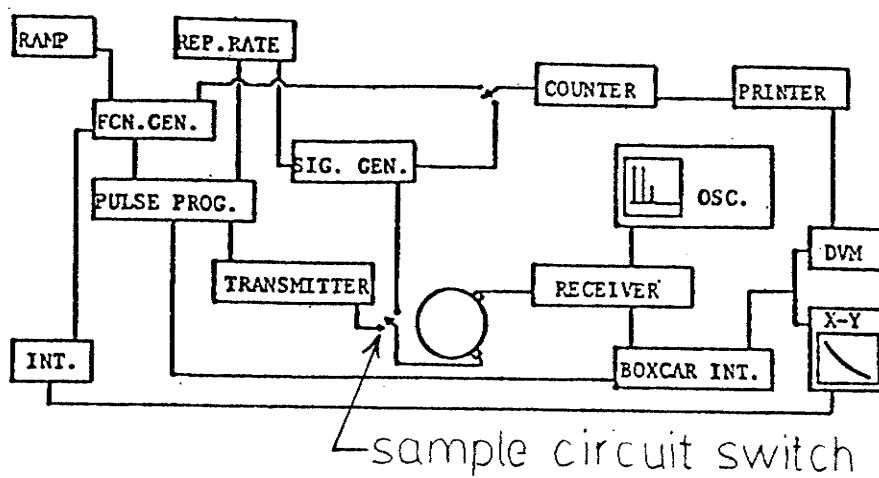 RAMP
REP.RATE
COUNTER
PRINTER
FCN.GEN.
SIG. GEN.
OSC.
PULSE PROG.
DVM
TRANSMITTER
RECEIVER
X-Y
INT.
BOXCAR INT.
sample circuit switch